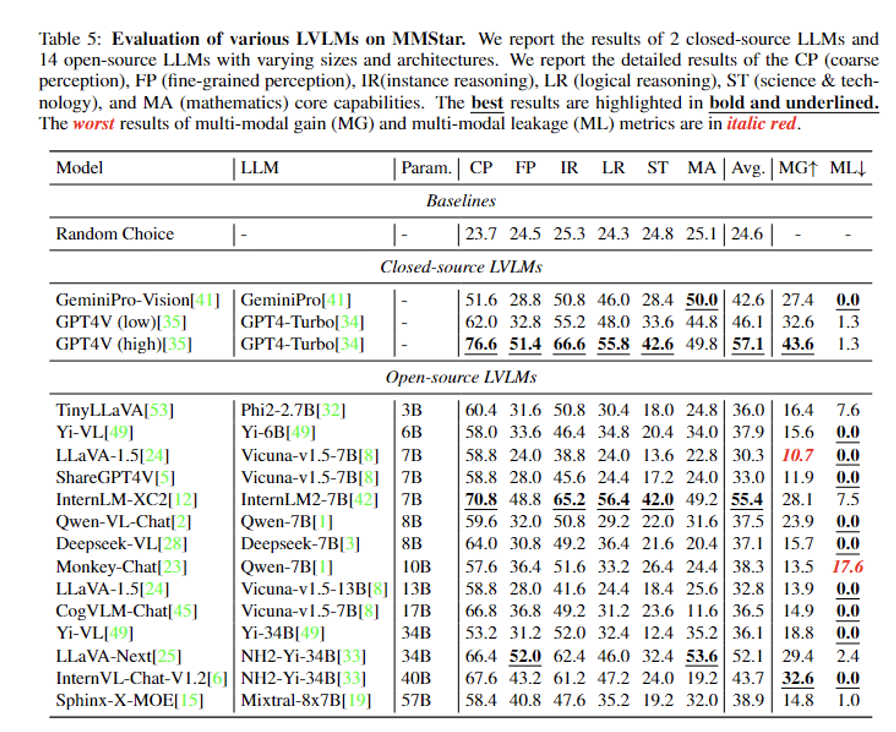 Table 5: Evaluation of various LVLMs on MMStar. We report the results of 2 closed-source LLMs and
14 open-source LLMs with varying sizes and architectures. We report the detailed results of the CP (coarse
perception), FP (fine-grained perception), IR(instance reasoning), LR (logical reasoning), ST (science & tech-
nology), and MA (mathematics) core capabilities. The best results are highlighted in bold and underlined.
The worst results of multi-modal gain (MG) and multi-modal leakage (ML) metrics are in italic red.
Model LLM Param. CP FP IR LR ST MA Avg. MG↑ ML↓
Baselines
Random Choice - - 23.7 24.5 25.3 24.3 24.8 25.1 24.6 - -
Closed-source LVLMs
GeminiPro-Vision[41] GeminiPro[41] - 51.6 28.8 50.8 46.0 28.4 50.0 42.6 27.4 0.0
GPT4V (low)[35] GPT4-Turbo[34] - 62.0 32.8 55.2 48.0 33.6 44.8 46.1 32.6 1.3
GPT4V (high)[35] GPT4-Turbo[34] - 76.6 51.4 66.6 55.8 42.6 49.8 57.1 43.6 1.3
Open-source LVLMs
TinyLLaVA[53] Phi2-2.7B[32] 3B 60.4 31.6 50.8 30.4 18.0 24.8 36.0 16.4 7.6
Yi-VL[49] Yi-6B[49] 6B 58.0 33.6 46.4 34.8 20.4 34.0 37.9 15.6 0.0
LLaVA-1.5[24] Vicuna-v1.5-7B[8] 7B 58.8 24.0 38.8 24.0 13.6 22.8 30.3 10.7 0.0
ShareGPT4V[5] Vicuna-v1.5-7B[8] 7B 58.8 28.0 45.6 24.4 17.2 24.0 33.0 11.9 0.0
InternLM-XC2[12] InternLM2-7B[42] 7B 70.8 48.8 65.2 56.4 42.0 49.2 55.4 28.1 7.5
Qwen-VL-Chat[2] Qwen-7B[1] 8B 59.6 32.0 50.8 29.2 22.0 31.6 37.5 23.9 0.0
Deepseek-VL[28] Deepseek-7B[3] 8B 64.0 30.8 49.2 36.4 21.6 20.4 37.1 15.7 0.0
Monkey-Chat[23] Qwen-7B[1] 10B 57.6 36.4 51.6 33.2 26.4 24.4 38.3 13.5 17.6
LLaVA-1.5[24] Vicuna-v1.5-13B[8] 13B 58.8 28.0 41.6 24.4 18.4 25.6 32.8 13.9 0.0
CogVLM-Chat[45] Vicuna-v1.5-7B[8] 17B 66.8 36.8 49.2 31.2 23.6 11.6 36.5 14.9 0.0
Yi-VL[49] Yi-34B[49] 34B 53.2 31.2 52.0 32.4 12.4 35.2 36.1 18.8 0.0
LLaVA-Next[25] NH2-Yi-34B[33] 34B 66.4 52.0 62.4 46.0 32.4 53.6 52.1 29.4 2.4
InternVL-Chat-V1.2[6] NH2-Yi-34B[33] 40B 67.6 43.2 61.2 47.2 24.0 19.2 43.7 32.6 0.0
Sphinx-X-MOE[15] Mixtral-8x7B[19] 57B 58.4 40.8 47.6 35.2 19.2 32.0 38.9 14.8 1.0